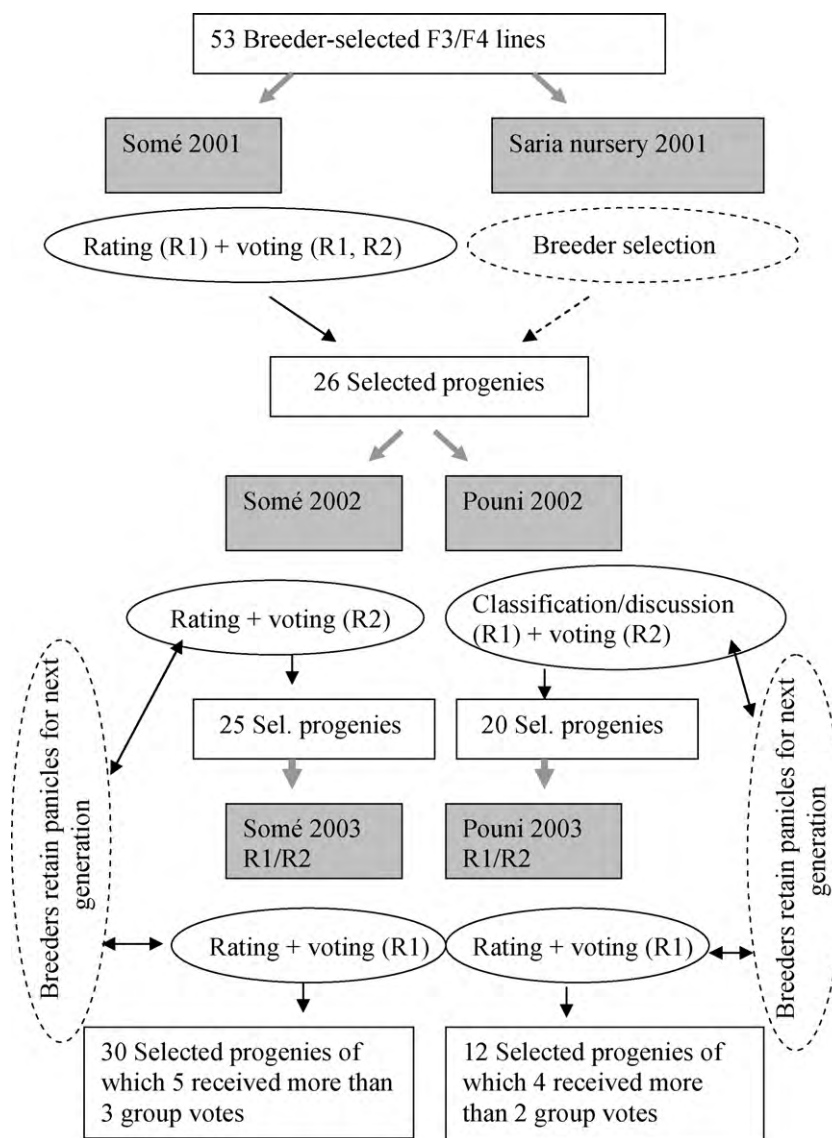 53 Breeder-selected F3/F4 lines
Somé 2001
Saria nursery 2001
Rating (R1) + voting (R1, R2)
Breeder selection
26 Selected progenies
Somé 2002
Pouni 2002
Rating + voting (R2)
Classification/discussion
(R1) + voting (R2)
Breeders retain panicles for next
generation
25 Sel. progenies
20 Sel. progenies
Breeders retain panicles for next
generation
Somé 2003
R1/R2
Pouni 2003
R1/R2
Rating + voting (R1)
Rating + voting (R1)
30 Selected progenies of
which 5 received more than
3 group votes
12 Selected progenies of
which 4 received more
than 2 group votes